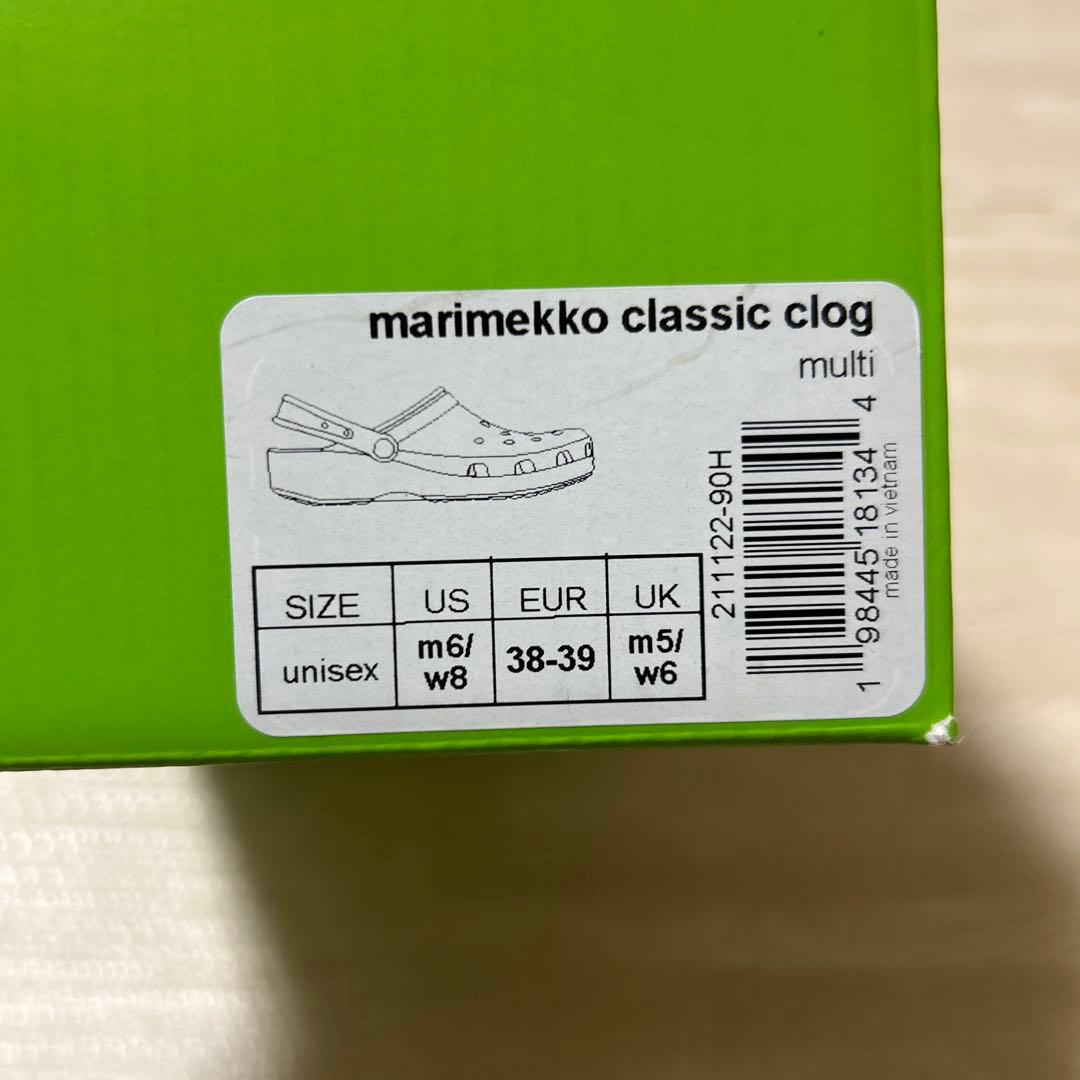 marimekko classic clog
multi
211122-90H
1 98445 18134 4
made in vietnam
SIZE US EUR UK
unisex m6/ w8 38-39 m5/ w6